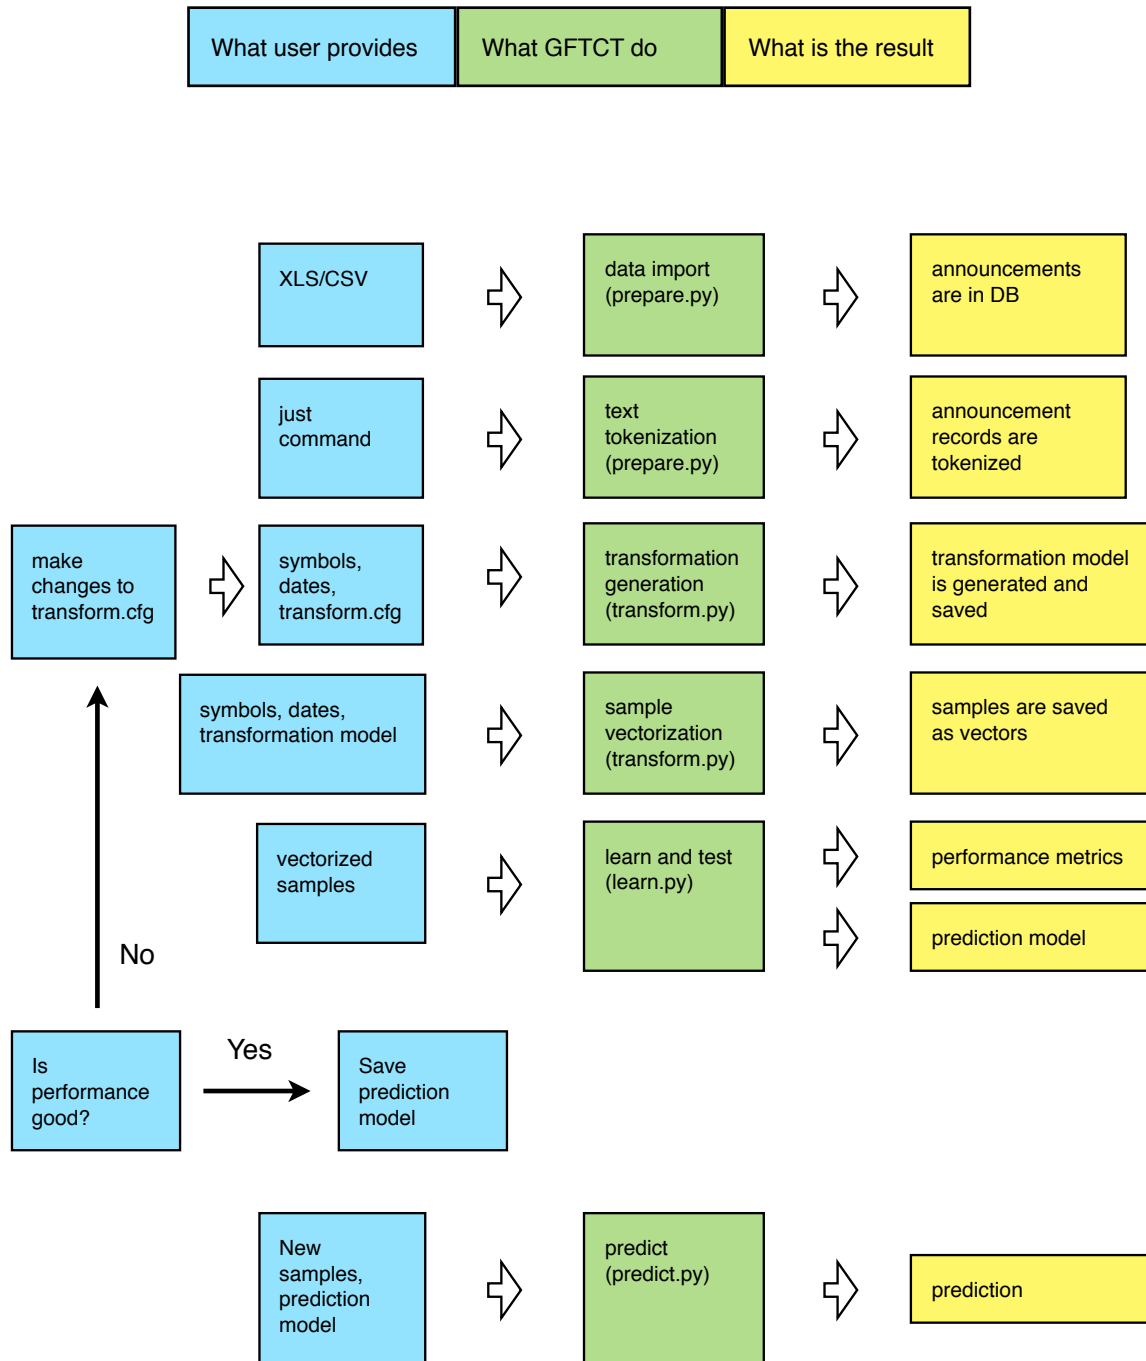 What user provides
What GFTCT do
What is the result
XLS/CSV
data import
(prepare.py)
announcements
are in DB
just
command
text
tokenization
(prepare.py)
announcement
records are
tokenized
make
changes to
transform.cfg
symbols,
dates,
transform.cfg
transformation
generation
(transform.py)
transformation model
is generated and
saved
symbols, dates,
transformation model
sample
vectorization
(transform.py)
samples are saved
as vectors
vectorized
samples
learn and test
(learn.py)
performance metrics
prediction model
No
Is
performance
good?
Yes
Save
prediction
model
New
samples,
prediction
model
predict
(predict.py)
prediction